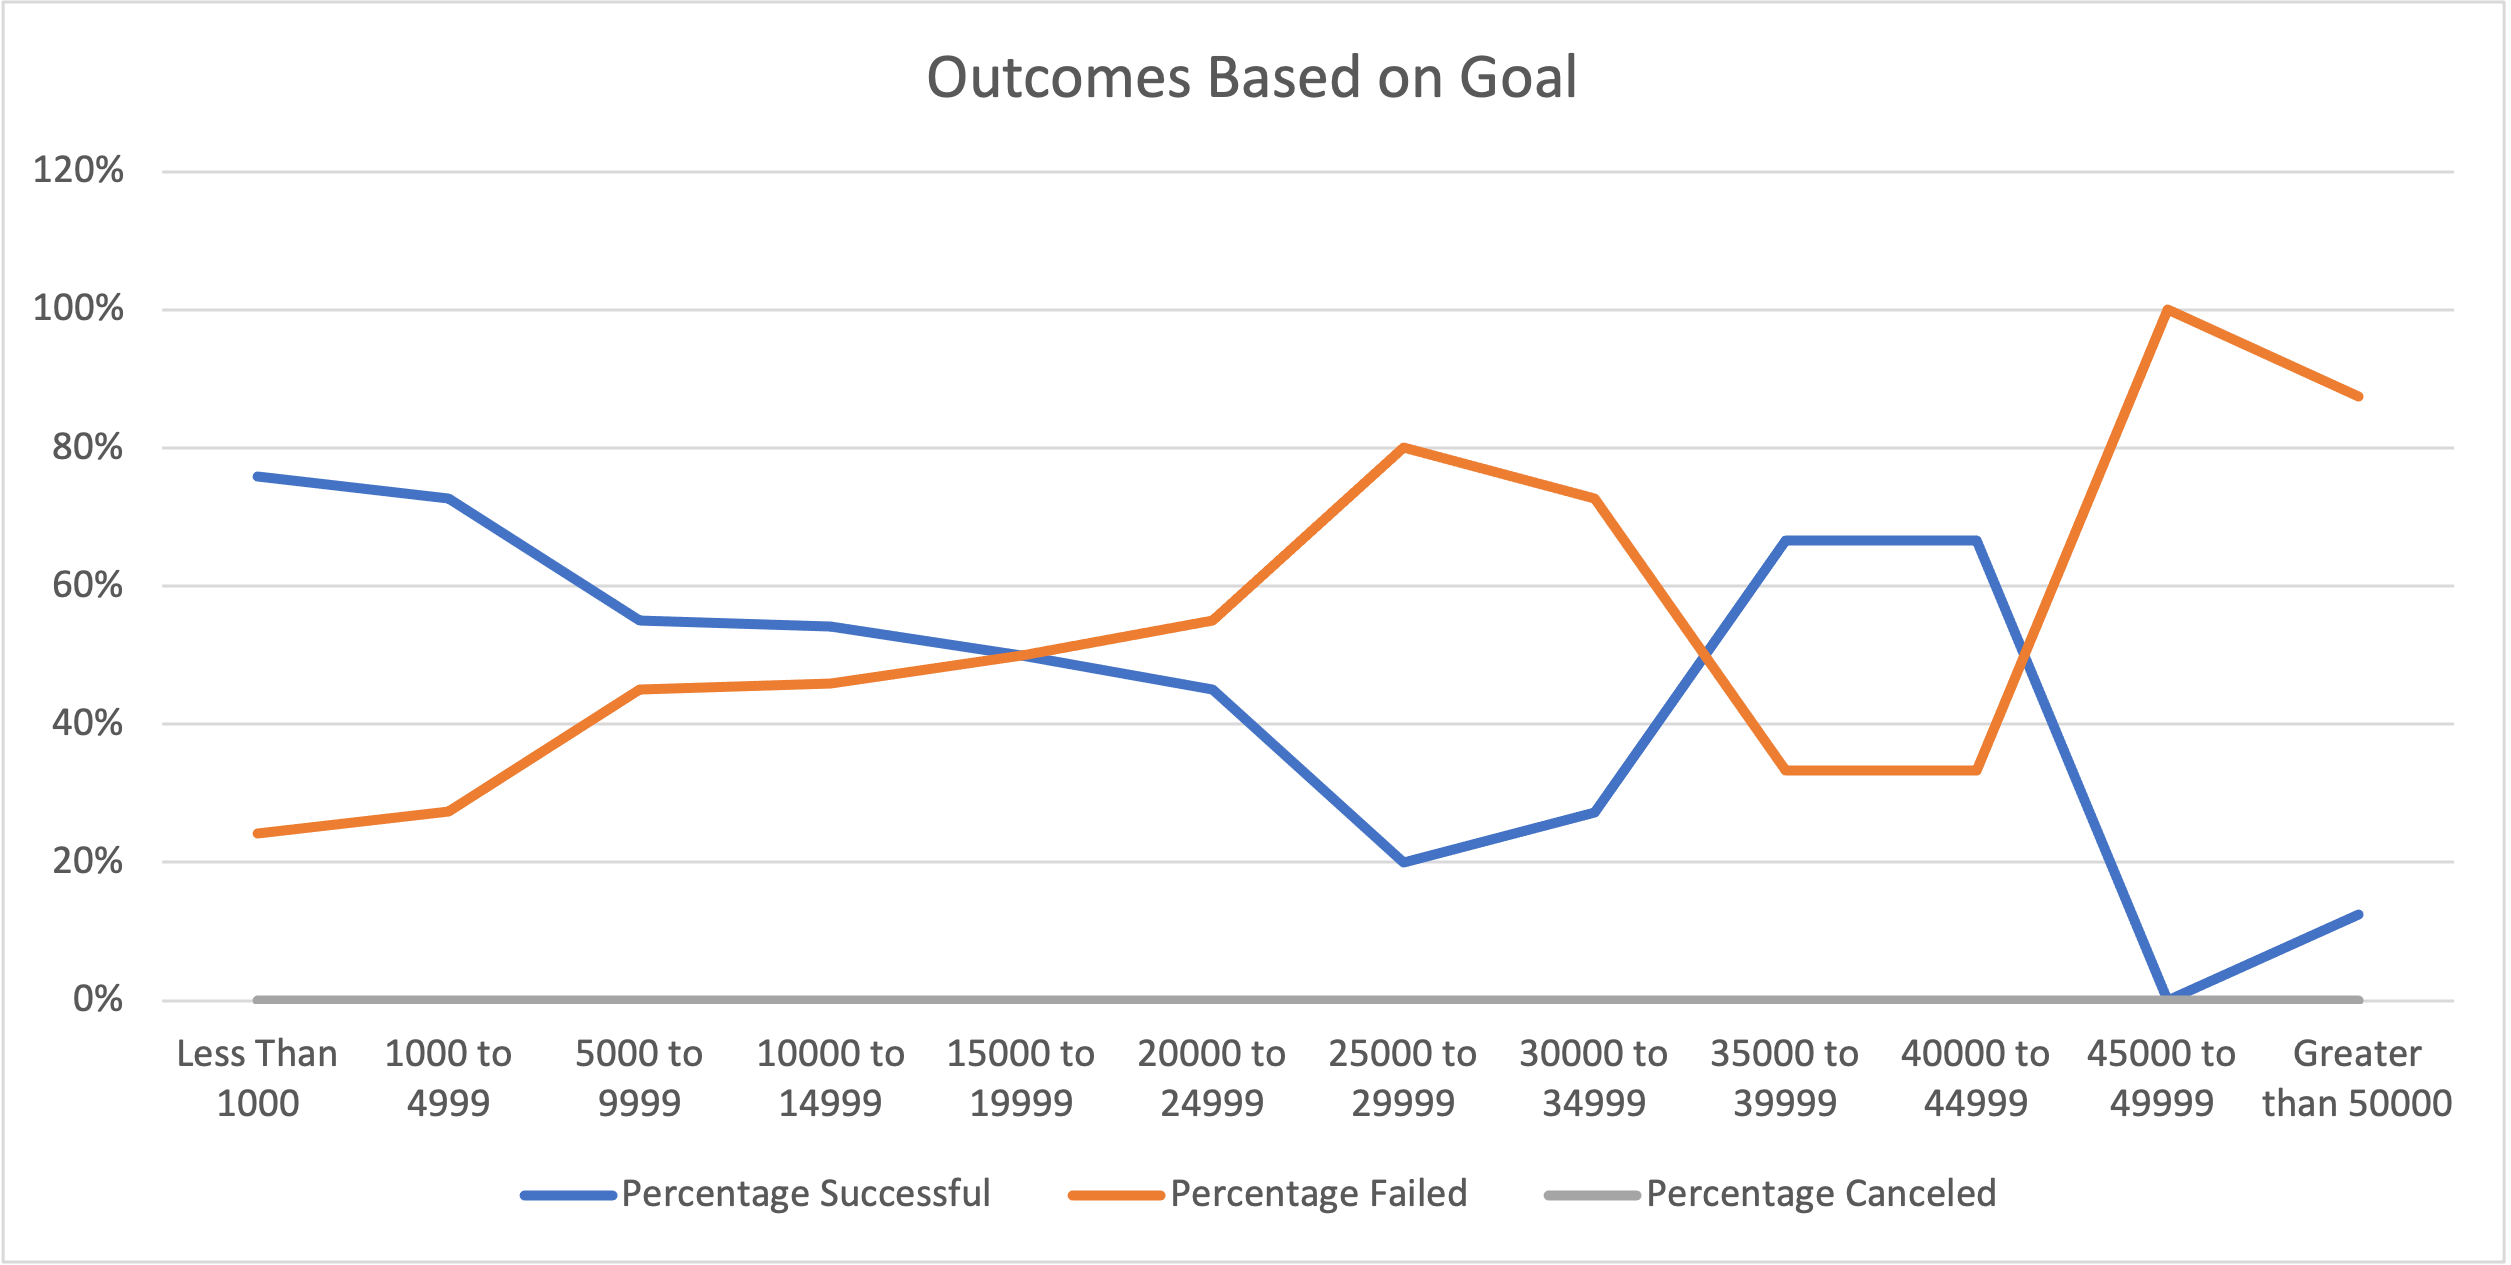 Outcomes Based on Goal
120%
100%
80%
60%
40%
20%
0%
Less Than 1000
1000 to 4999
5000 to 9999
10000 to 14999
15000 to 19999
20000 to 24999
25000 to 29999
30000 to 34999
35000 to 39999
40000 to 44999
45000 to 49999
Greater than 50000
Percentage Successful
Percentage Failed
Percentage Canceled